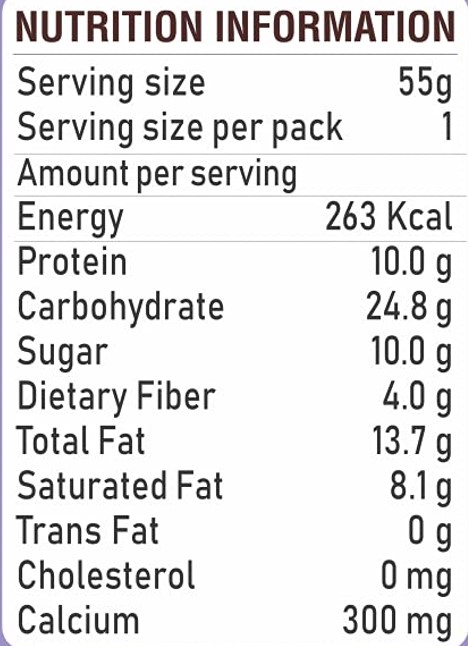 NUTRITION INFORMATION
Serving size 55g
Serving size per pack 1
Amount per serving
Energy 263 Kcal
Protein 10.0 g
Carbohydrate 24.8 g
Sugar 10.0 g
Dietary Fiber 4.0 g
Total Fat 13.7 g
Saturated Fat 8.1 g
Trans Fat 0 g
Cholesterol 0 mg
Calcium 300 mg